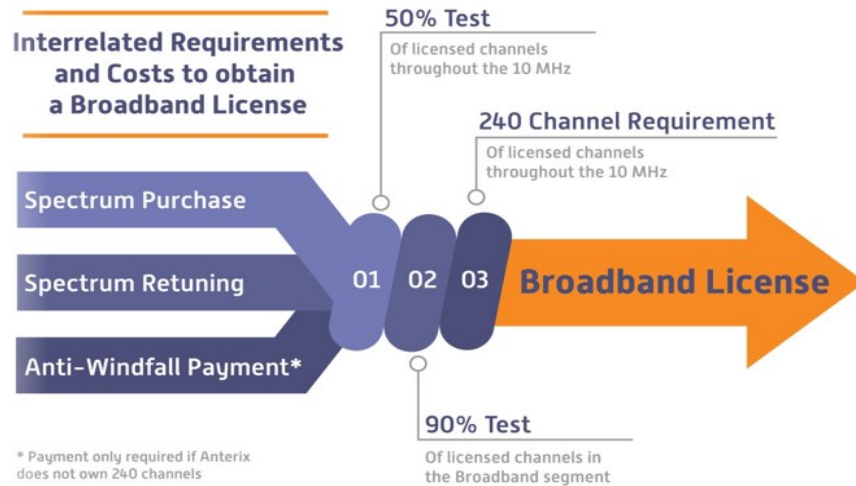 Interrelated Requirements
and Costs to obtain
a Broadband License
50% Test
Of licensed channels
throughout the 10 MHz
240 Channel Requirement
Of licensed channels
throughout the 10 MHz
Spectrum Purchase
Spectrum Retuning
Anti-Windfall Payment*
01
02
03
Broadband License
90% Test
Of licensed channels in
the Broadband segment
* Payment only required if Anterix
does not own 240 channels